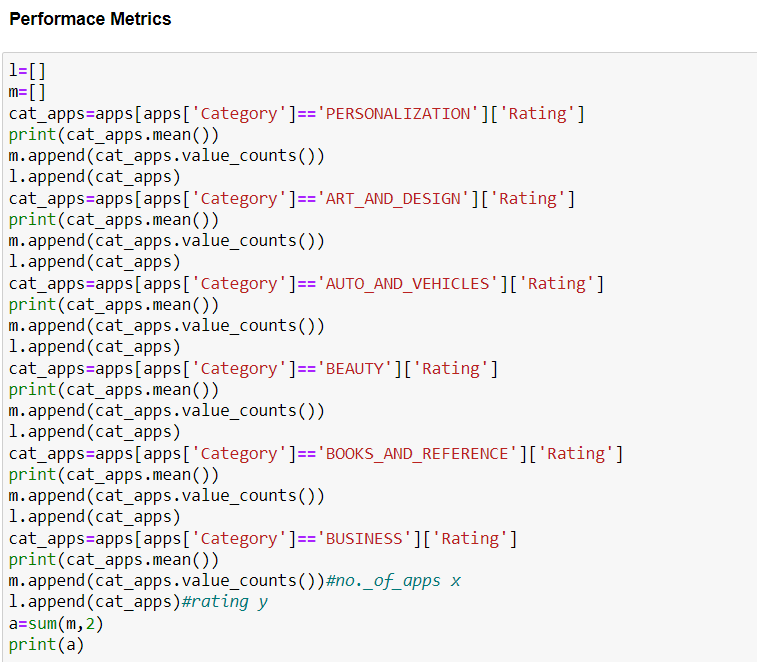 Performace Metrics
l=[]
m=[]
cat_apps=apps[apps['Category']=='PERSONALIZATION']['Rating']
print(cat_apps.mean())
m.append(cat_apps.value_counts())
l.append(cat_apps)
cat_apps=apps[apps['Category']=='ART_AND_DESIGN']['Rating']
print(cat_apps.mean())
m.append(cat_apps.value_counts())
l.append(cat_apps)
cat_apps=apps[apps['Category']=='AUTO_AND_VEHICLES']['Rating']
print(cat_apps.mean())
m.append(cat_apps.value_counts())
l.append(cat_apps)
cat_apps=apps[apps['Category']=='BEAUTY']['Rating']
print(cat_apps.mean())
m.append(cat_apps.value_counts())
l.append(cat_apps)
cat_apps=apps[apps['Category']=='BOOKS_AND_REFERENCE']['Rating']
print(cat_apps.mean())
m.append(cat_apps.value_counts())
l.append(cat_apps)
cat_apps=apps[apps['Category']=='BUSINESS']['Rating']
print(cat_apps.mean())
m.append(cat_apps.value_counts())#no._of_apps x
l.append(cat_apps)#rating y
a=sum(m,2)
print(a)